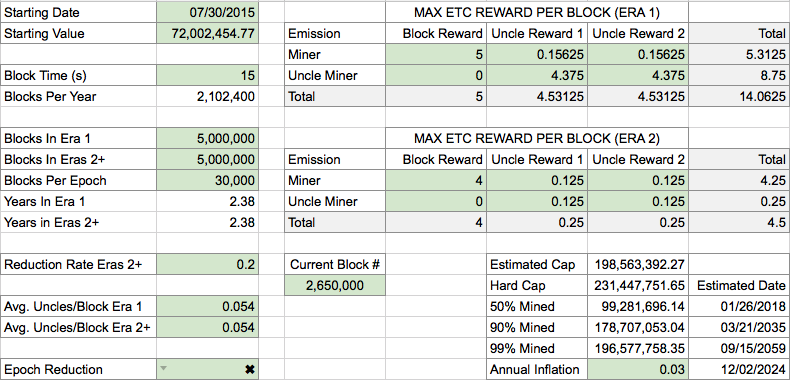 Starting Date 07/30/2015 MAX ETC REWARD PER BLOCK (ERA 1)
Starting Value 72,002,454.77 Emission Block Reward Uncle Reward 1 Uncle Reward 2 Total
Miner 5 0.15625 0.15625 5.3125
Block Time (s) 15 Uncle Miner 0 4.375 4.375 8.75
Blocks Per Year 2,102,400 Total 5 4.53125 4.53125 14.0625
Blocks In Era 1 5,000,000 MAX ETC REWARD PER BLOCK (ERA 2)
Blocks In Eras 2+ 5,000,000 Emission Block Reward Uncle Reward 1 Uncle Reward 2 Total
Blocks Per Epoch 30,000 Miner 4 0.125 0.125 4.25
Years In Era 1 2.38 Uncle Miner 0 0.125 0.125 0.25
Years in Eras 2+ 2.38 Total 4 0.25 0.25 4.5
Reduction Rate Eras 2+ 0.2 Current Block # Estimated Cap 198,563,392.27
2,650,000 Hard Cap 231,447,751.65 Estimated Date
Avg. Uncles/Block Era 1 0.054 50% Mined 99,281,696.14 01/26/2018
Avg. Uncles/Block Era 2+ 0.054 90% Mined 178,707,053.04 03/21/2035
99% Mined 196,577,758.35 09/15/2059
Epoch Reduction ✖ Annual Inflation 0.03 12/02/2024